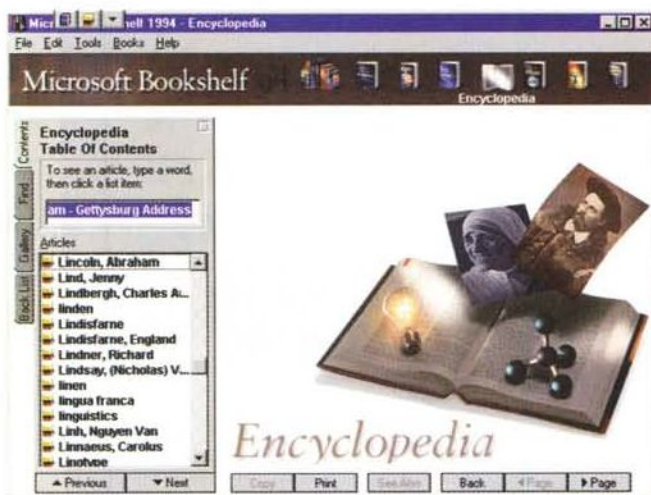 Microsoft Bookshelf 1994 - Encyclopedia
File Edit Tools Books Help
Microsoft Bookshelf '94
Encyclopedia
Contents
Find
Gallery
Back List
Encyclopedia
Table Of Contents
To see an article, type a word,
then click a list item:
am - Gettysburg Address
Articles
Lincoln, Abraham
Lind, Jenny
Lindbergh, Charles Au...
linden
Lindisfarne
Lindisfarne, England
Lindner, Richard
Lindsay, (Nicholas) V...
linen
lingua franca
linguistics
Linh, Nguyen Van
Linnaeus, Carolus
Linotype
Encyclopedia
Previous Next Copy Print See Also Back Page Page